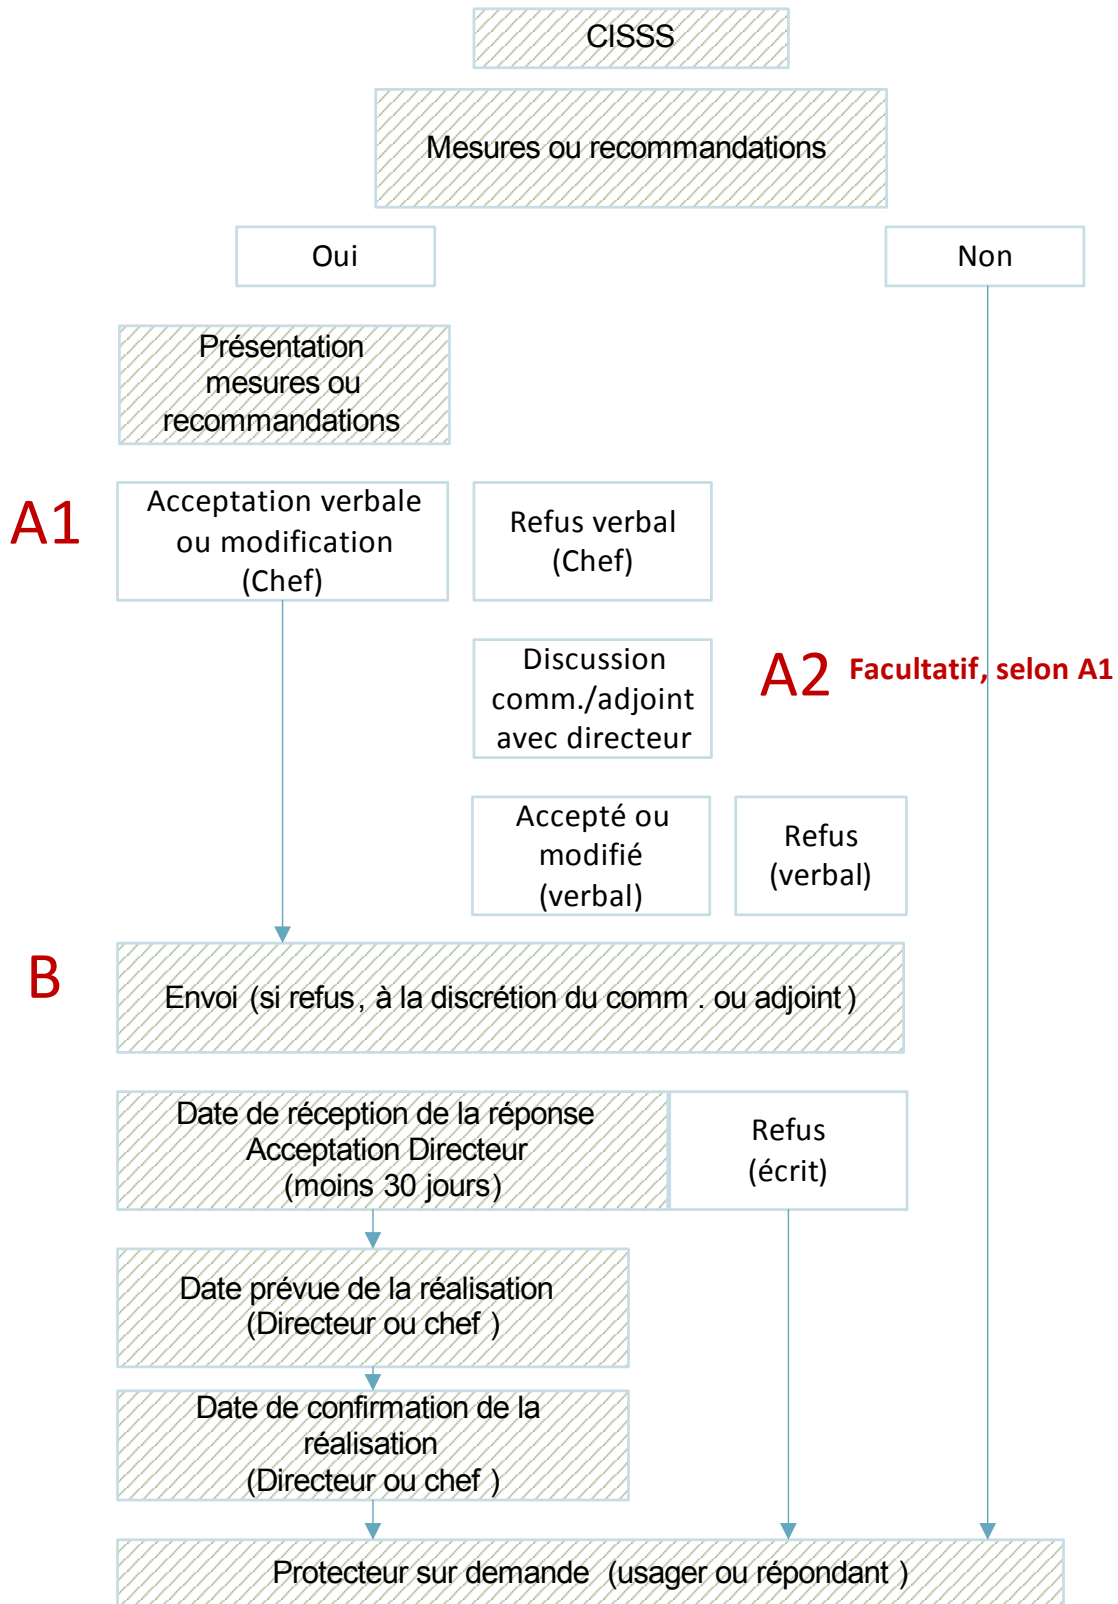 CISSS
Mesures ou recommandations
Oui
Non
Présentation
mesures ou
recommandations
A1
Acceptation verbale
ou modification
(Chef)
Refus verbal
(Chef)
Discussion
comm./adjoint
avec directeur
A2
Facultatif, selon A1
Accepté ou
modifié
(verbal)
Refus
(verbal)
B
Envoi (si refus, à la discrétion du comm . ou adjoint )
Date de réception de la réponse
Acceptation Directeur
(moins 30 jours)
Refus
(écrit)
Date prévue de la réalisation
(Directeur ou chef )
Date de confirmation de la
réalisation
(Directeur ou chef )
Protecteur sur demande (usager ou répondant )